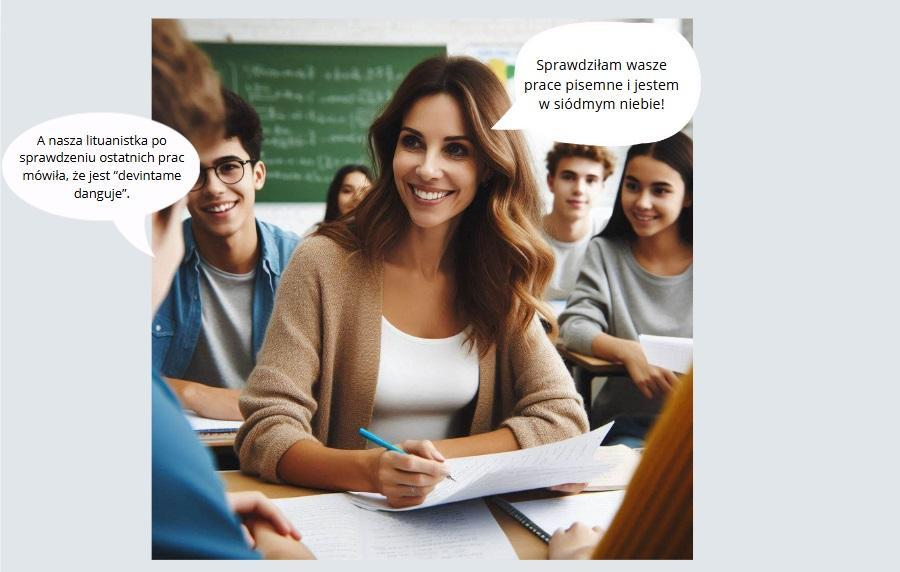 Sprawdziłam wasze
prace pisemne i jestem
w siódmym niebie!
A nasza lituanistka po
sprawdzeniu ostatnich prac
mówiła, że jest “devintame
danguje”.